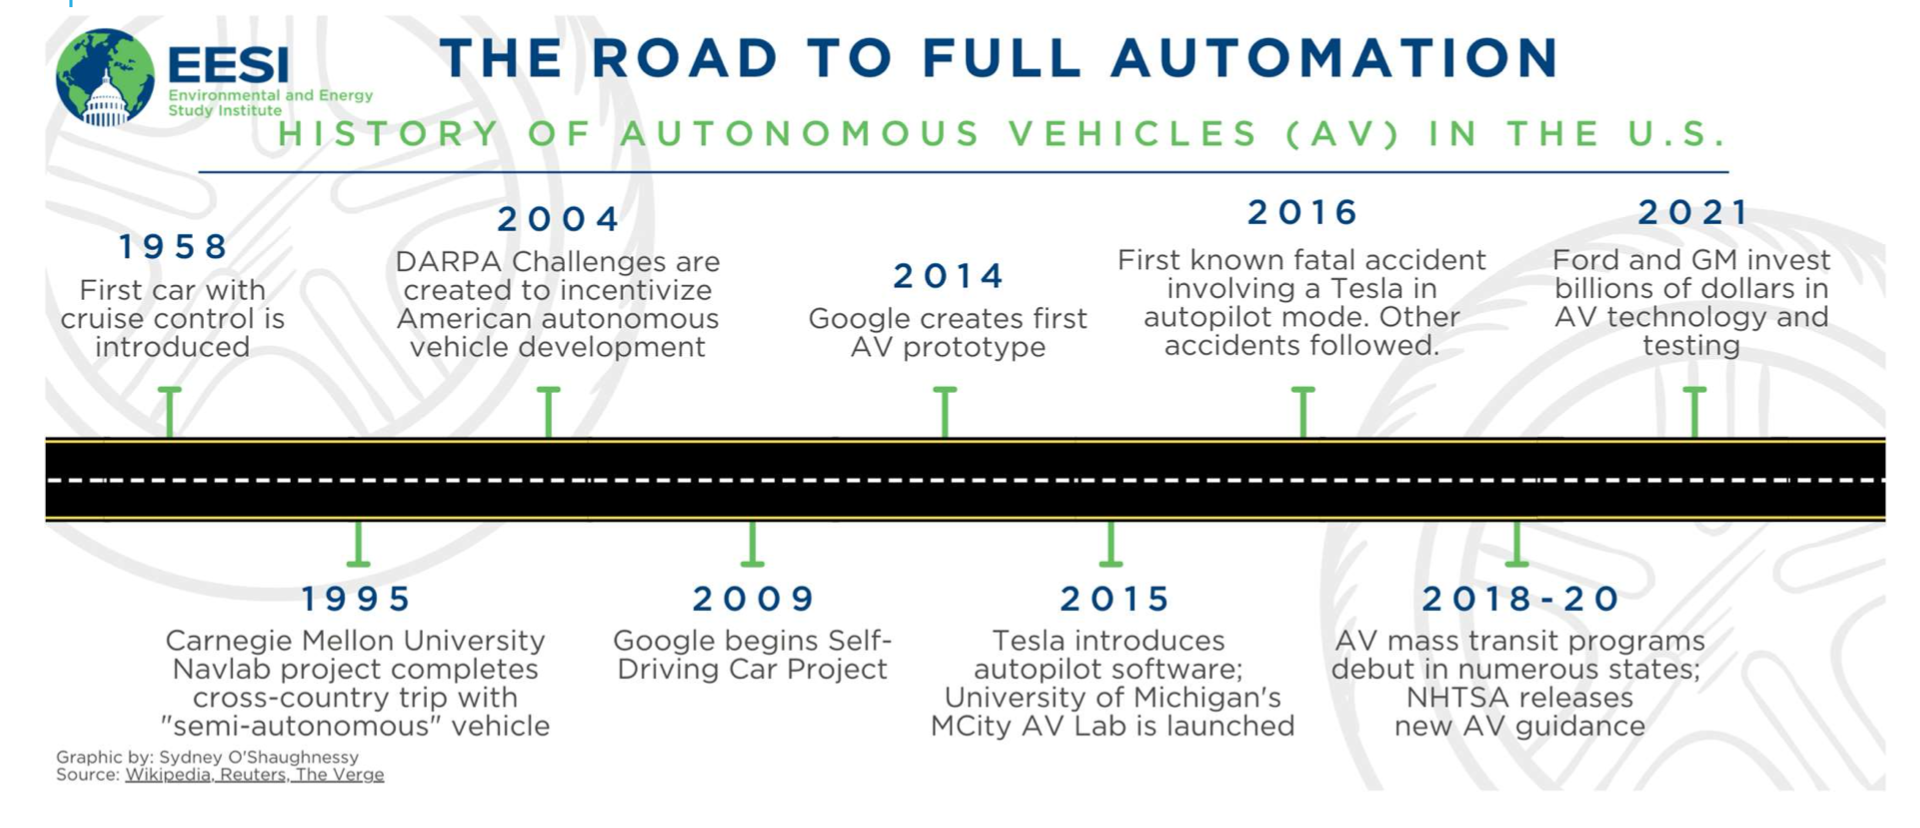 EESI
Environmental and Energy
Study Institute
THE ROAD TO FULL AUTOMATION
HISTORY OF AUTONOMOUS VEHICLES (AV) IN THE U.S.
1958
First car with
cruise control is
introduced
1995
Carnegie Mellon University
Navlab project completes
cross-country trip with
"semi-autonomous" vehicle
2004
DARPA Challenges are
created to incentivize
American autonomous
vehicle development
2009
Google begins Self-
Driving Car Project
2014
Google creates first
AV prototype
2015
Tesla introduces
autopilot software;
University of Michigan's
MCity AV Lab is launched
2016
First known fatal accident
involving a Tesla in
autopilot mode. Other
accidents followed.
2018-20
AV mass transit programs
debut in numerous states;
NHTSA releases
new AV guidance
2021
Ford and GM invest
billions of dollars in
AV technology and
testing
Graphic by: Sydney O'Shaughnessy
Source: Wikipedia, Reuters, The Verge